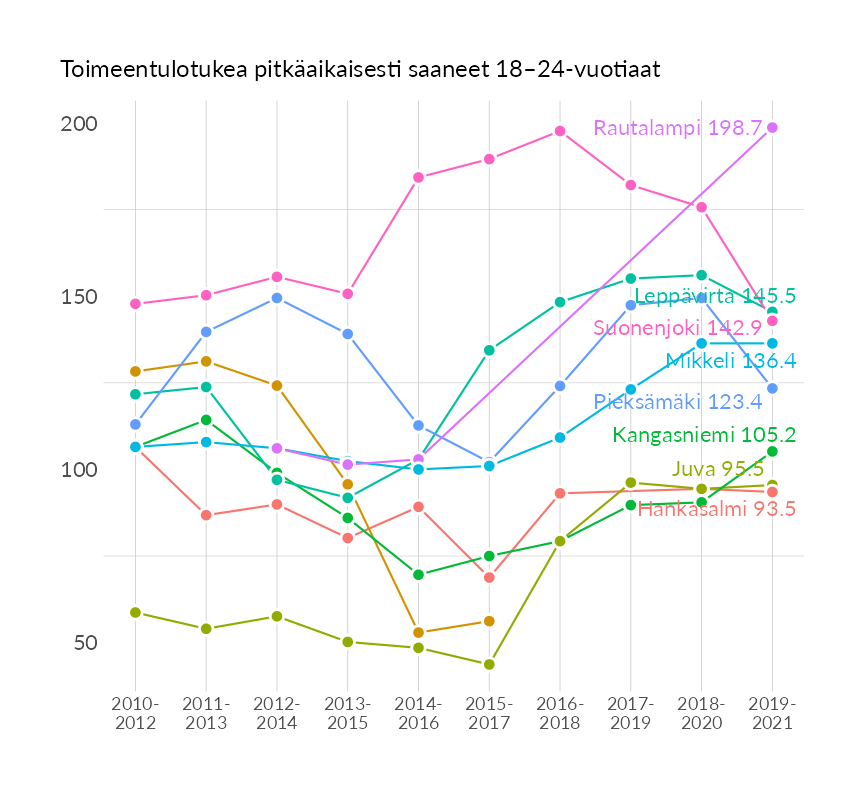 Toimeentulotukea pitkäaikaisesti saaneet 18–24-vuotiaat
200
Rautalampi 198.7
150
Leppävirta 145.5
Suonenjoki 142.9
Mikkeli 136.4
Pieksämäki 123.4
Kangasniemi 105.2
100
Juva 95.5
Hankasalmi 93.5
50
2010- 2011- 2012- 2013- 2014- 2015- 2016- 2017- 2018- 2019-
2012 2013 2014 2015 2016 2017 2018 2019 2020 2021